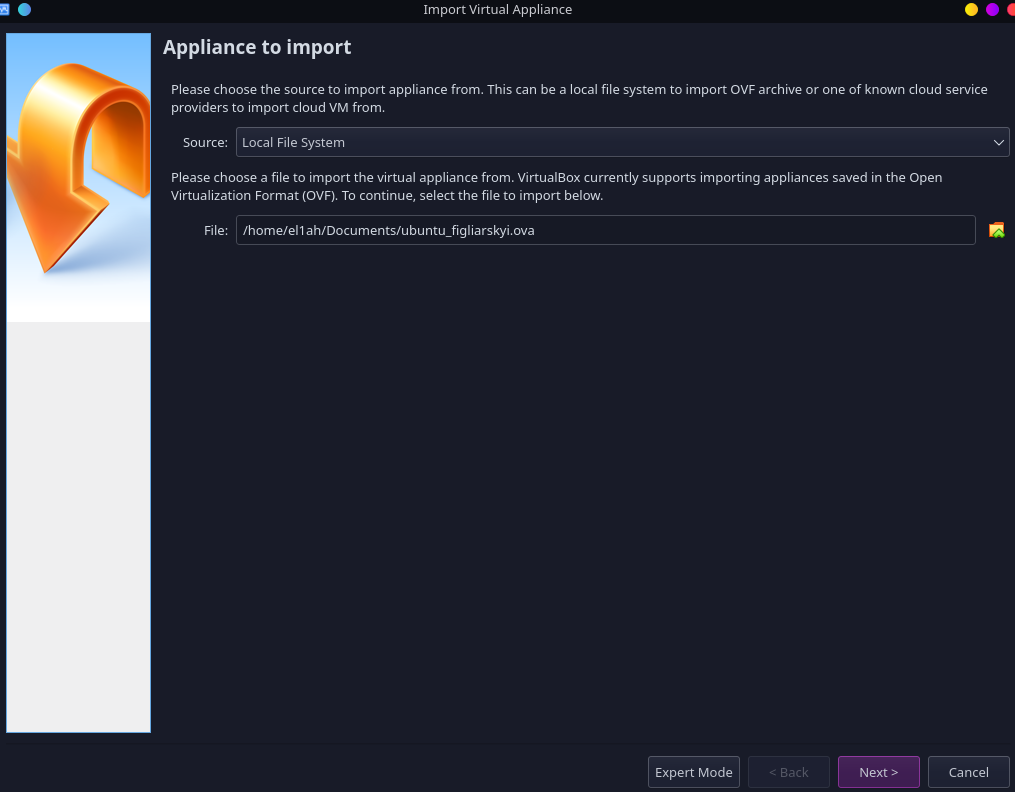 Import Virtual Appliance
Appliance to import
Please choose the source to import appliance from. This can be a local file system to import OVF archive or one of known cloud service
providers to import cloud VM from.
Source: Local File System
Please choose a file to import the virtual appliance from. VirtualBox currently supports importing appliances saved in the Open
Virtualization Format (OVF). To continue, select the file to import below.
File: /home/el1ah/Documents/ubuntu_figliarskyi.ova
Expert Mode < Back Next > Cancel